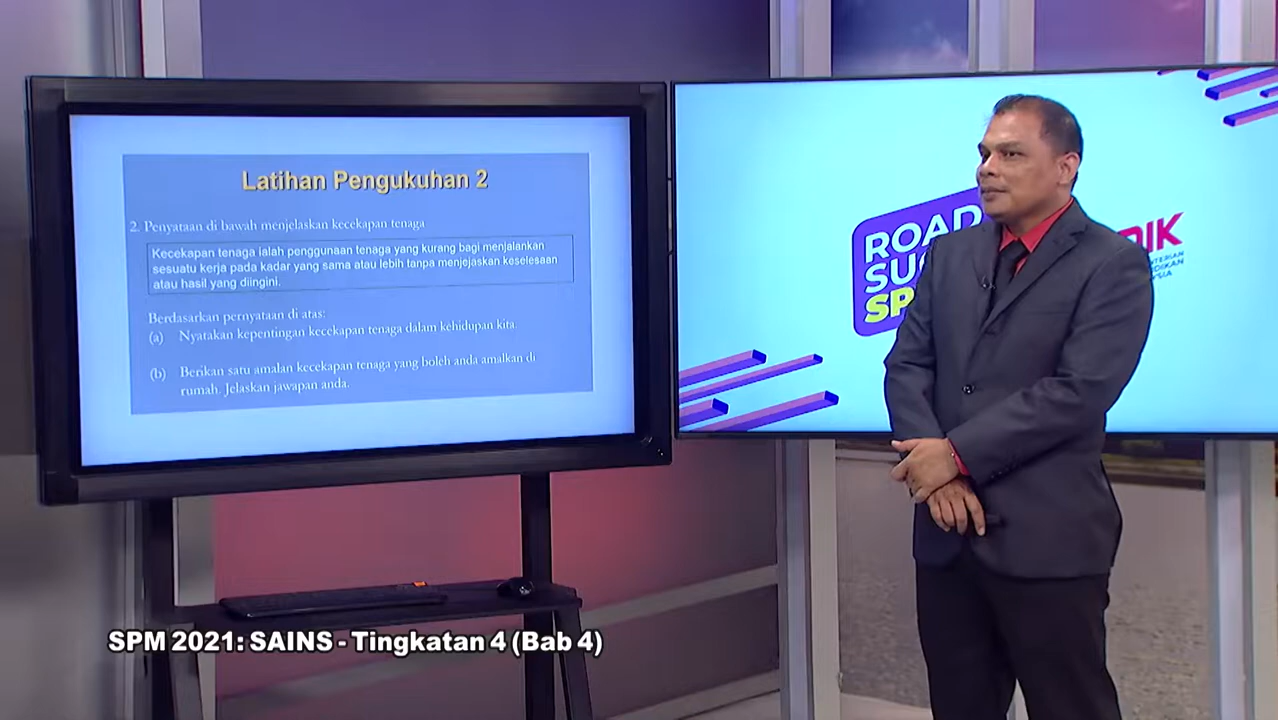 Latihan Pengukuhan 2
2. Penyataan di bawah menjelaskan kecekapan tenaga
Kecekapan tenaga ialah penggunaan tenaga yang kurang bagi menjalankan
sesuatu kerja pada kadar yang sama atau lebih tanpa menjejaskan keselesaan
atau hasil yang diingini.
Berdasarkan pernyataan di atas:
(a) Nyatakan kepentingan kecekapan tenaga dalam kehidupan kita.
(b) Berikan satu amalan kecekapan tenaga yang boleh anda amalkan di
rumah. Jelaskan jawapan anda.
ROAD
SPM 2021: SAINS - Tingkatan 4 (Bab 4)